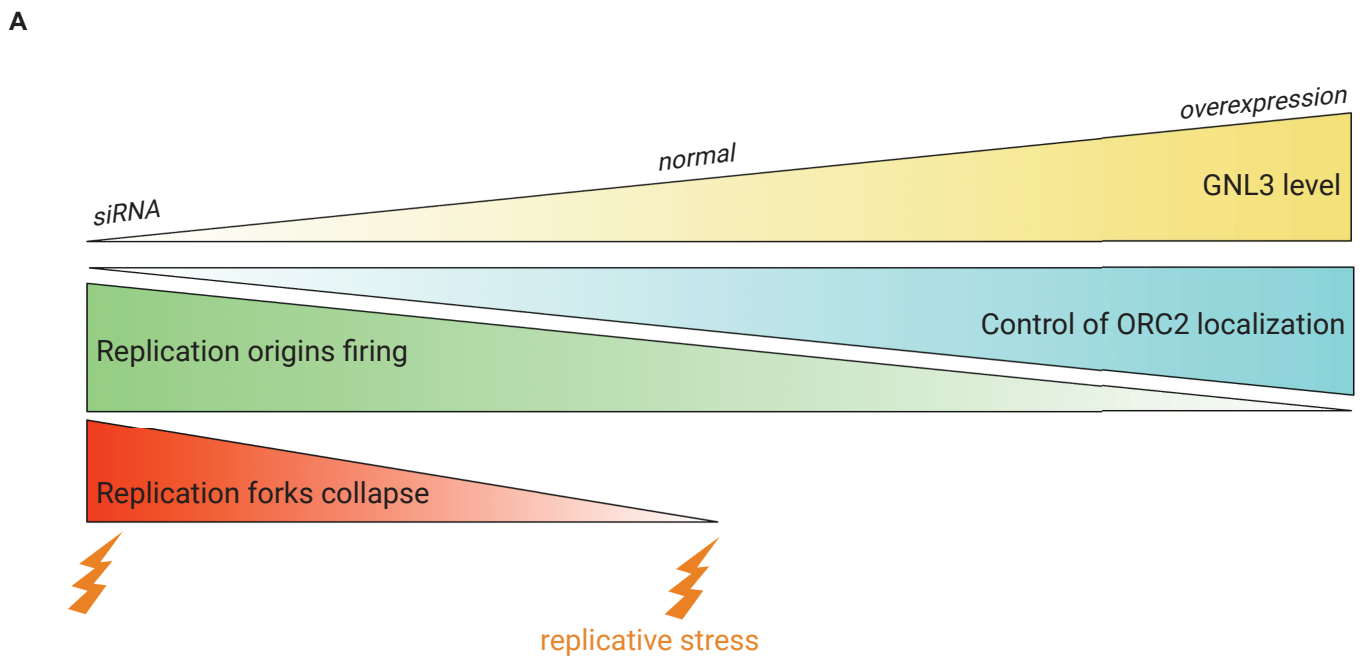 A
overexpression
normal
siRNA
GNL3 level
Control of ORC2 localization
Replication origins firing
Replication forks collapse
replicative stress